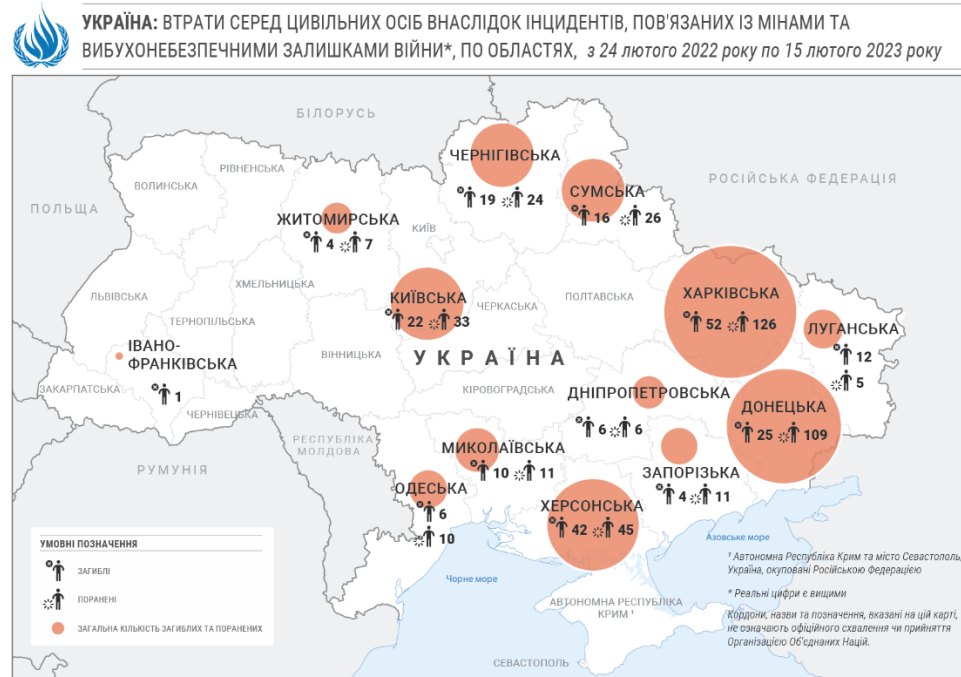 УКРАЇНА: ВТРАТИ СЕРЕД ЦИВІЛЬНИХ ОСІБ ВНАСЛІДОК ІНЦИДЕНТІВ, ПОВ'ЯЗАНИХ ІЗ МІНАМИ ТА
ВИБУХОНЕБЕЗПЕЧНИМИ ЗАЛИШКАМИ ВІЙНИ*, ПО ОБЛАСТЯХ, з 24 лютого 2022 року по 15 лютого 2023 року
БІЛОРУСЬ
ЧЕРНІГІВСЬКА
19 24
РІВНЕНСЬКА
ВОЛИНСЬКА
СУМСЬКА
16 26
РОСІЙСЬКА ФЕДЕРАЦІЯ
ПОЛЬЩА
ЖИТОМИРСЬКА
4 7
КИЇВ
ХАРКІВСЬКА
52 126
ЛЬВІВСЬКА
ХМЕЛЬНИЦЬКА
КИЇВСЬКА
22 33
ЧЕРКАСЬКА
ПОЛТАВСЬКА
ТЕРНОПІЛЬСЬКА
ЛУГАНСЬКА
12
5
ІВАНО-
ФРАНКІВСЬКА
1
ВІННИЦЬКА
УКРАЇНА
ЗАКАРПАТСЬКА
КІРОВОГРАДСЬКА
ДНІПРОПЕТРОВСЬКА
6 6
ДОНЕЦЬКА
25 109
ЧЕРНІВЕЦЬКА
РЕСПУБЛІКА
МОЛДОВА
РУМУНІЯ
МИКОЛАЇВСЬКА
10 11
ЗАПОРІЗЬКА
4 11
ОДЕСЬКА
6
10
ХЕРСОНСЬКА
42 45
Азовське море
Чорне море
АВТОНОМНА РЕСПУБЛІКА
КРИМ ¹
СЕВАСТОПОЛЬ
УМОВНІ ПОЗНАЧЕННЯ
ЗАГИБЛІ
ПОРАНЕНІ
ЗАГАЛЬНА КІЛЬКІСТЬ ЗАГИБЛИХ ТА ПОРАНЕНИХ
¹ Автономна Республіка Крим та місто Севастополь,
Україна, окуповані Російською Федерацією
* Реальні цифри є вищими
Кордони, назви та позначення, вказані на цій карті,
не означають офіційного схвалення чи прийняття
Організацією Об'єднаних Націй.